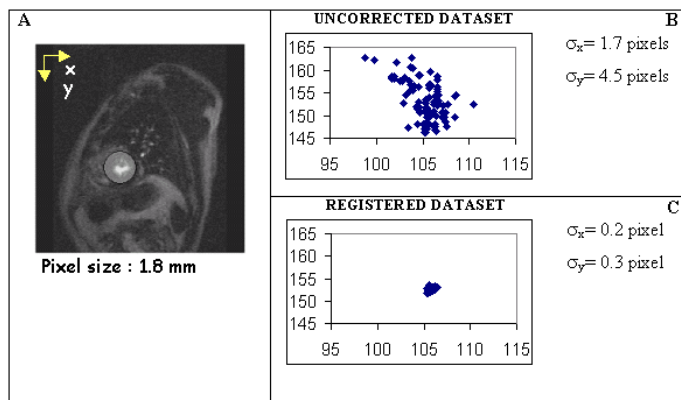 A
x
y
Pixel size : 1.8 mm
UNCORRECTED DATASET
B
165
160
155
150
145
95 100 105 110 115
σx= 1.7 pixels
σy= 4.5 pixels
REGISTERED DATASET
C
165
160
155
150
145
95 100 105 110 115
σx= 0.2 pixel
σy= 0.3 pixel